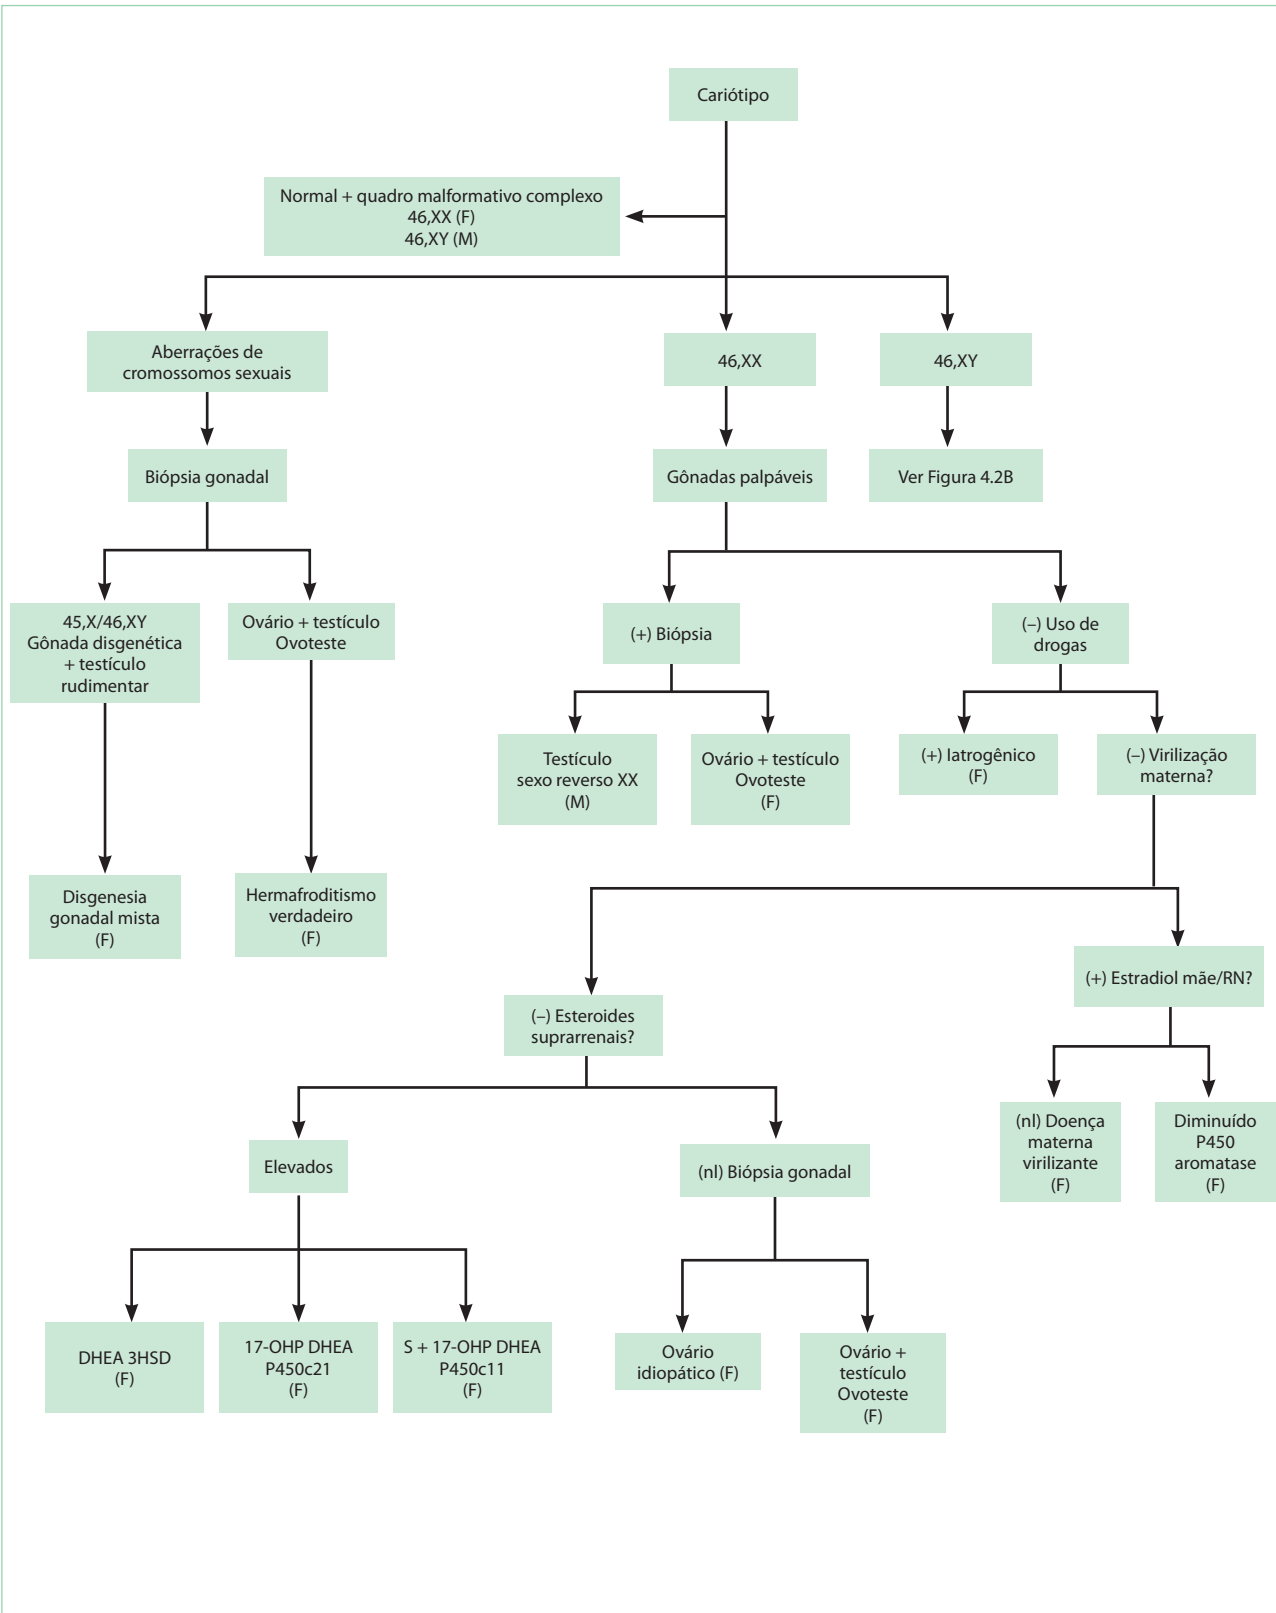 Cariótipo
Normal + quadro malformativo complexo
46,XX (F)
46,XY (M)
Aberrações de
cromossomos sexuais
46,XX
46,XY
Biópsia gonadal
Gônadas palpáveis
Ver Figura 4.2B
45,X/46,XY
Gônada disgenética
+ testículo
rudimentar
Ovário + testículo
Ovoteste
(+) Biópsia
(–) Uso de
drogas
Testículo
sexo reverso XX
(M)
Ovário + testículo
Ovoteste
(F)
(+) Iatrogênico
(F)
(–) Virilização
materna?
Disgenesia
gonadal mista
(F)
Hermafroditismo
verdadeiro
(F)
(+) Estradiol mãe/RN?
(–) Esteroides
suprarrenais?
(nl) Doença
materna
virilizante
(F)
Diminuído
P450
aromatase
(F)
Elevados
(nl) Biópsia gonadal
DHEA 3HSD
(F)
17-OHP DHEA
P450c21
(F)
S + 17-OHP DHEA
P450c11
(F)
Ovário
idiopático (F)
Ovário +
testículo
Ovoteste
(F)